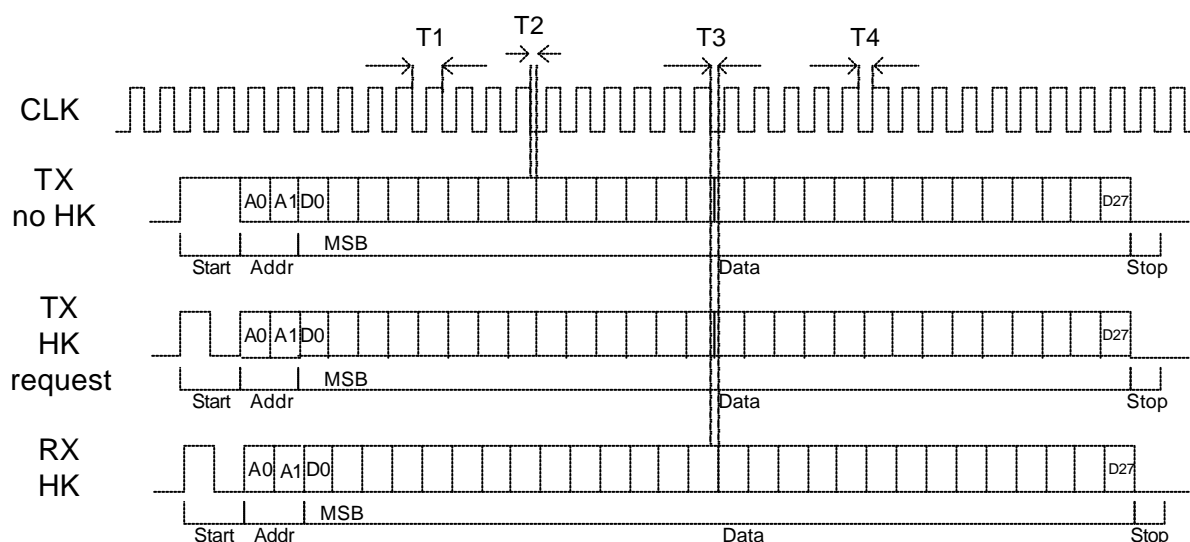 T1 T2 T3 T4
CLK
TX
no HK
A0 A1 D0 D27
MSB
Start Addr Data Stop
TX
HK
request
A0 A1 D0 D27
MSB
Start Addr Data Stop
RX
HK
A0 A1 D0 D27
MSB
Start Addr Data Stop